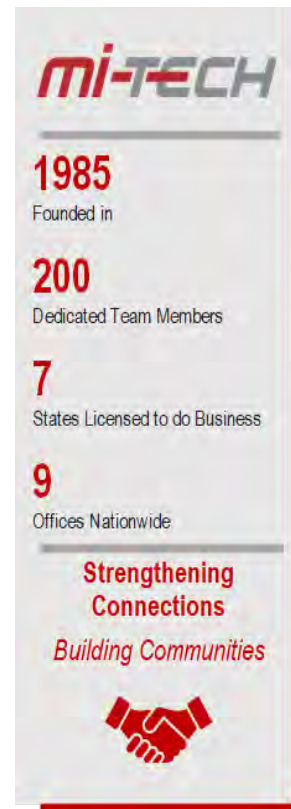 mi-TECH
1985
Founded in
200
Dedicated Team Members
7
States Licensed to do Business
9
Offices Nationwide
Strengthening
Connections
Building Communities